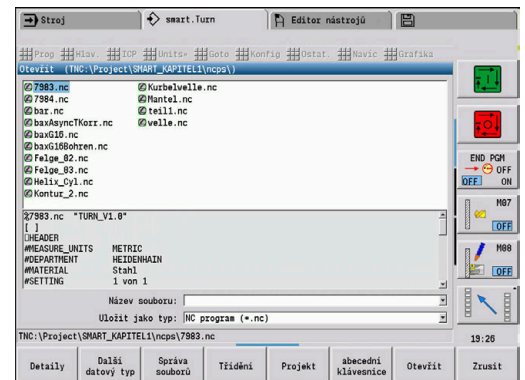 Stroj smart.Turn Editor nástrojů
Prog Hlav. ICP Units» Goto Konfig Ostat. Navíc Grafika
Otevřít (TNC:\Project\SMART_KAPITEL1\ncps\)
7983.nc Kurbelwelle.nc
7984.nc Mantel.nc
bar.nc teil1.nc
baxAsyncTKorr.nc welle.nc
baxG16.nc
baxG16Bohren.nc
Felge_02.nc
Felge_03.nc
Helix_Cyl.nc
Kontur_2.nc
END PGM
OFF
OFF ON
M07
OFF
M08
OFF
7983.nc "TURN_V1.0"
[ ]
HEADER
#MEASURE_UNITS METRIC
#DEPARTMENT HEIDENHAIN
#MATERIAL Stahl
#SETTING 1 von 1
Název souboru:
Uložit jako typ: NC program (*.nc)
TNC:\Project\SMART_KAPITEL1\ncps\7983.nc
19:26
Detaily
Další datový typ
Správa souborů
Třídění
Projekt
abecední klávesnice
Otevřít
Zrusit